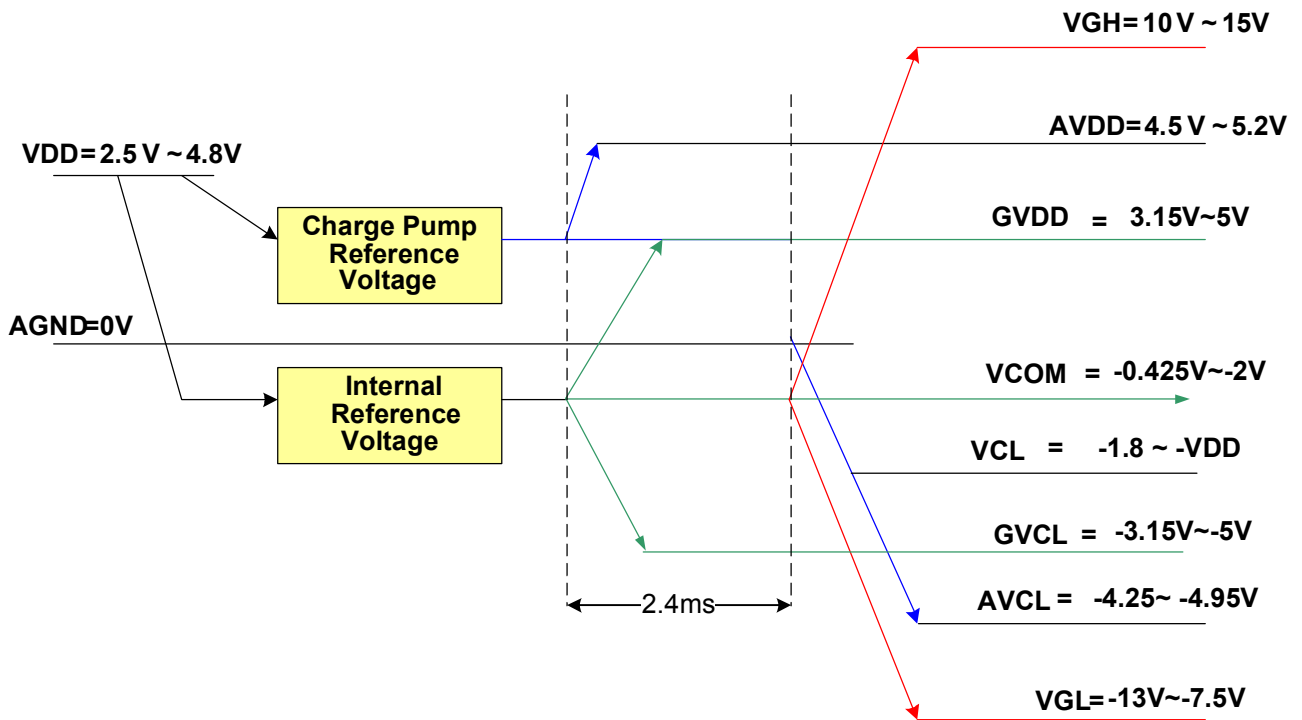 VGH=10V ~ 15V
AVDD=4.5V ~ 5.2V
VDD=2.5V ~ 4.8V
Charge Pump
Reference
Voltage
GVDD = 3.15V~5V
AGND=0V
Internal
Reference
Voltage
VCOM = -0.425V~-2V
VCL = -1.8 ~ -VDD
GVCL = -3.15V~-5V
2.4ms
AVCL = -4.25~ -4.95V
VGL=-13V~-7.5V